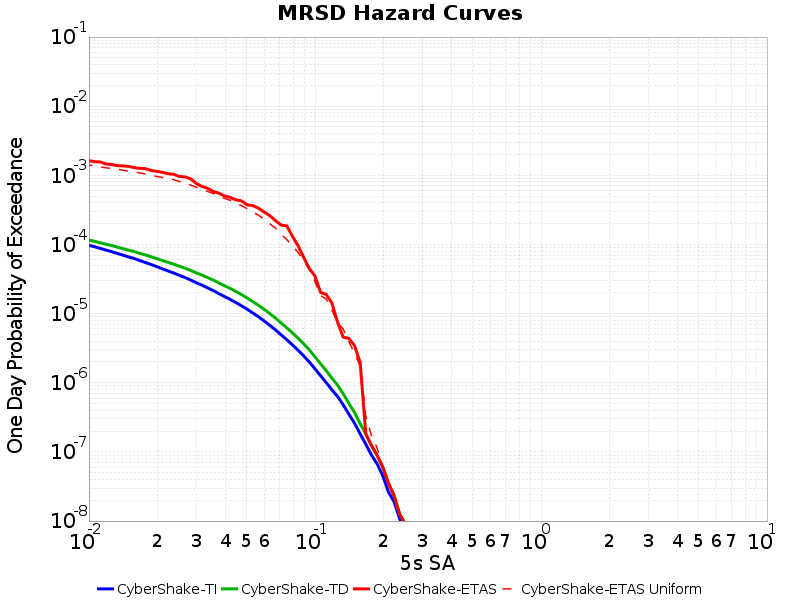 MRSD Hazard Curves
One Day Probability of Exceedance
10-1
10-2
10-3
10-4
10-5
10-6
10-7
10-8
10-2 2 3 4 5 6 10-1 2 3 4 5 6 7 100 2 3 4 5 6 7 101
5s SA
CyberShake-TI CyberShake-TD CyberShake-ETAS CyberShake-ETAS Uniform